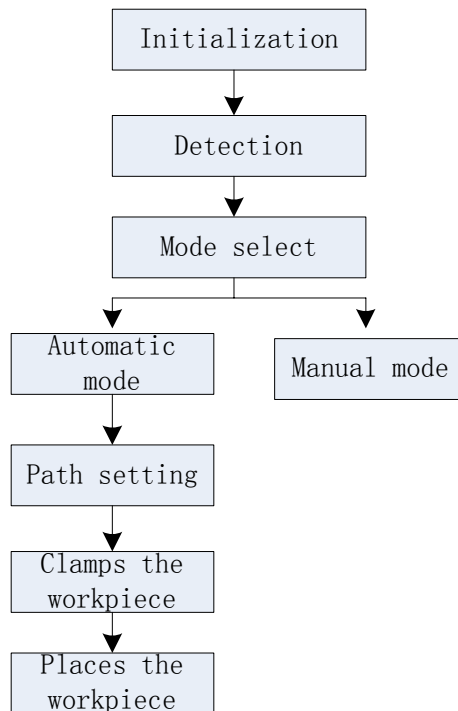 Initialization
Detection
Mode select
Automatic
mode
Manual mode
Path setting
Clamps the
workpiece
Places the
workpiece